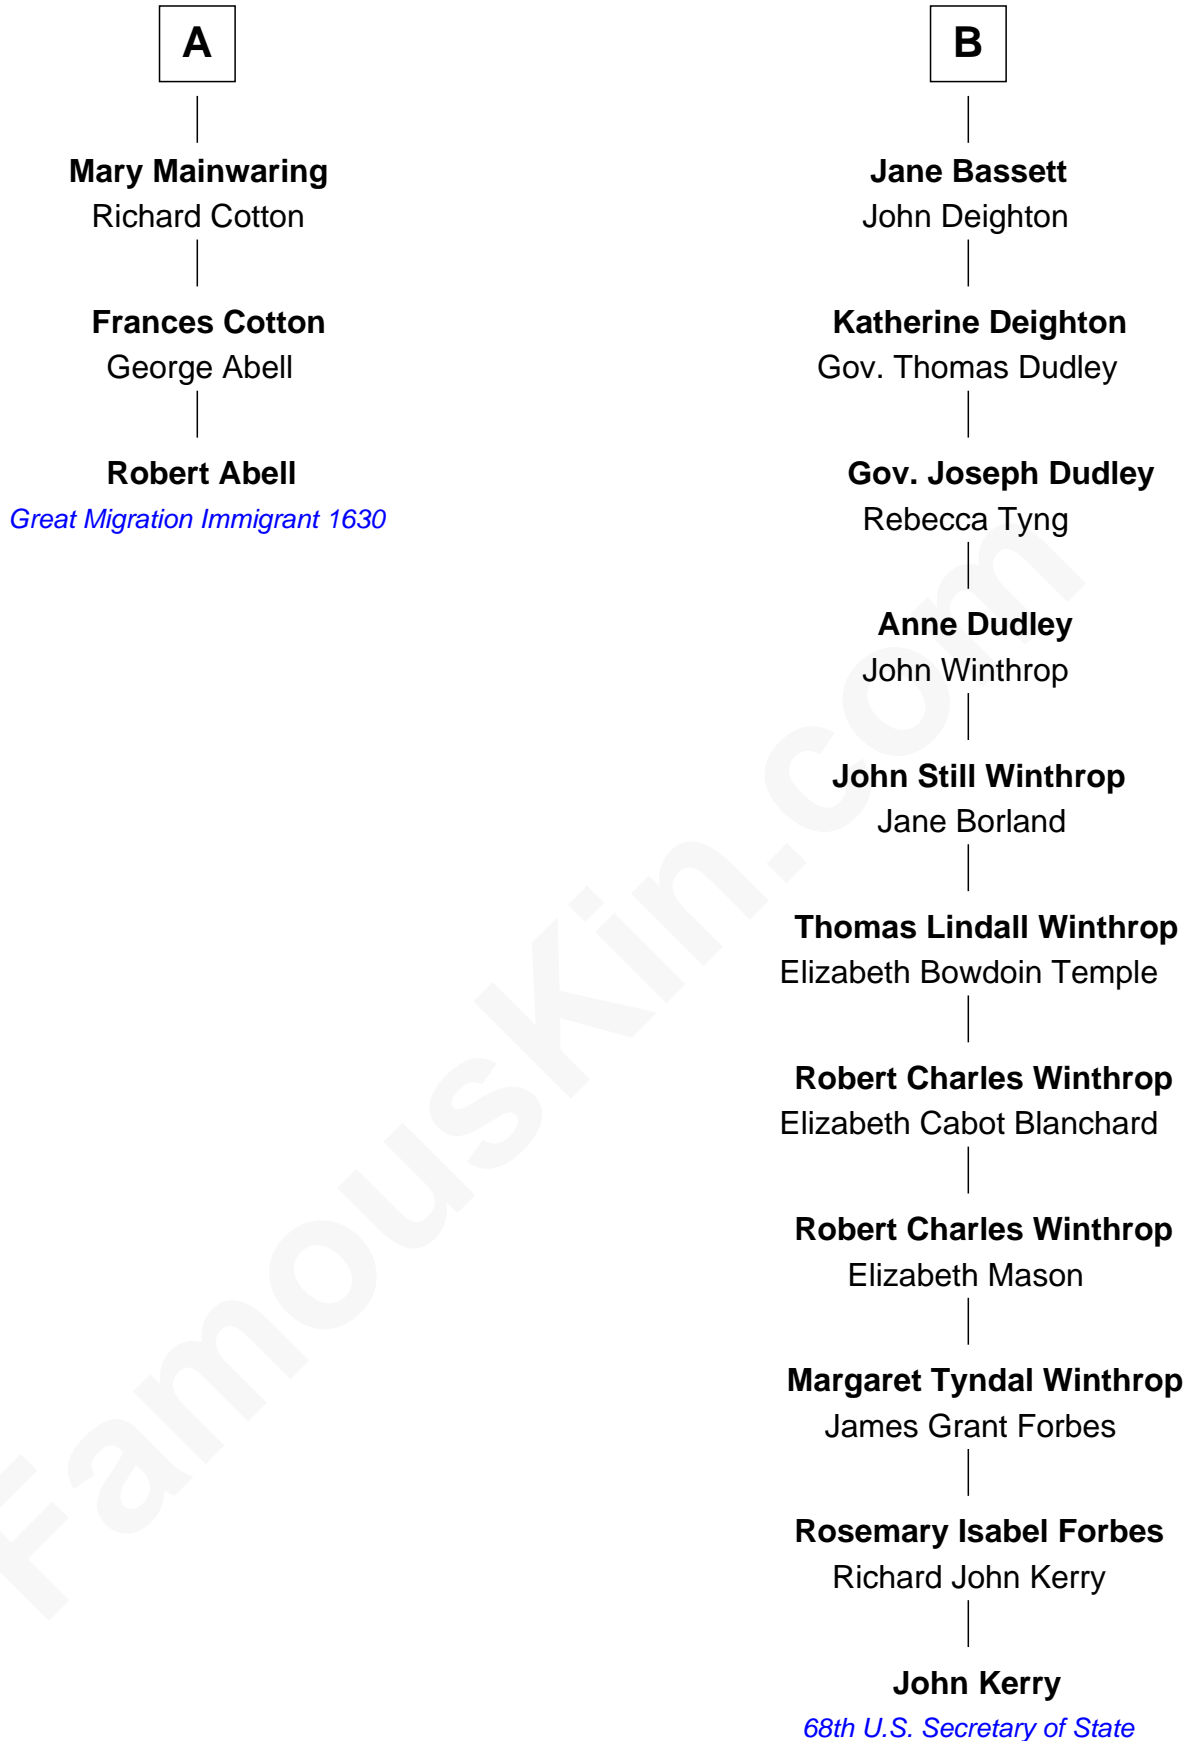 A
Mary Mainwaring
Richard Cotton
Frances Cotton
George Abell
Robert Abell
Great Migration Immigrant 1630
B
Jane Bassett
John Deighton
Katherine Deighton
Gov. Thomas Dudley
Gov. Joseph Dudley
Rebecca Tyng
Anne Dudley
John Winthrop
John Still Winthrop
Jane Borland
Thomas Lindall Winthrop
Elizabeth Bowdoin Temple
Robert Charles Winthrop
Elizabeth Cabot Blanchard
Robert Charles Winthrop
Elizabeth Mason
Margaret Tyndal Winthrop
James Grant Forbes
Rosemary Isabel Forbes
Richard John Kerry
John Kerry
68th U.S. Secretary of State
FamousKin.com